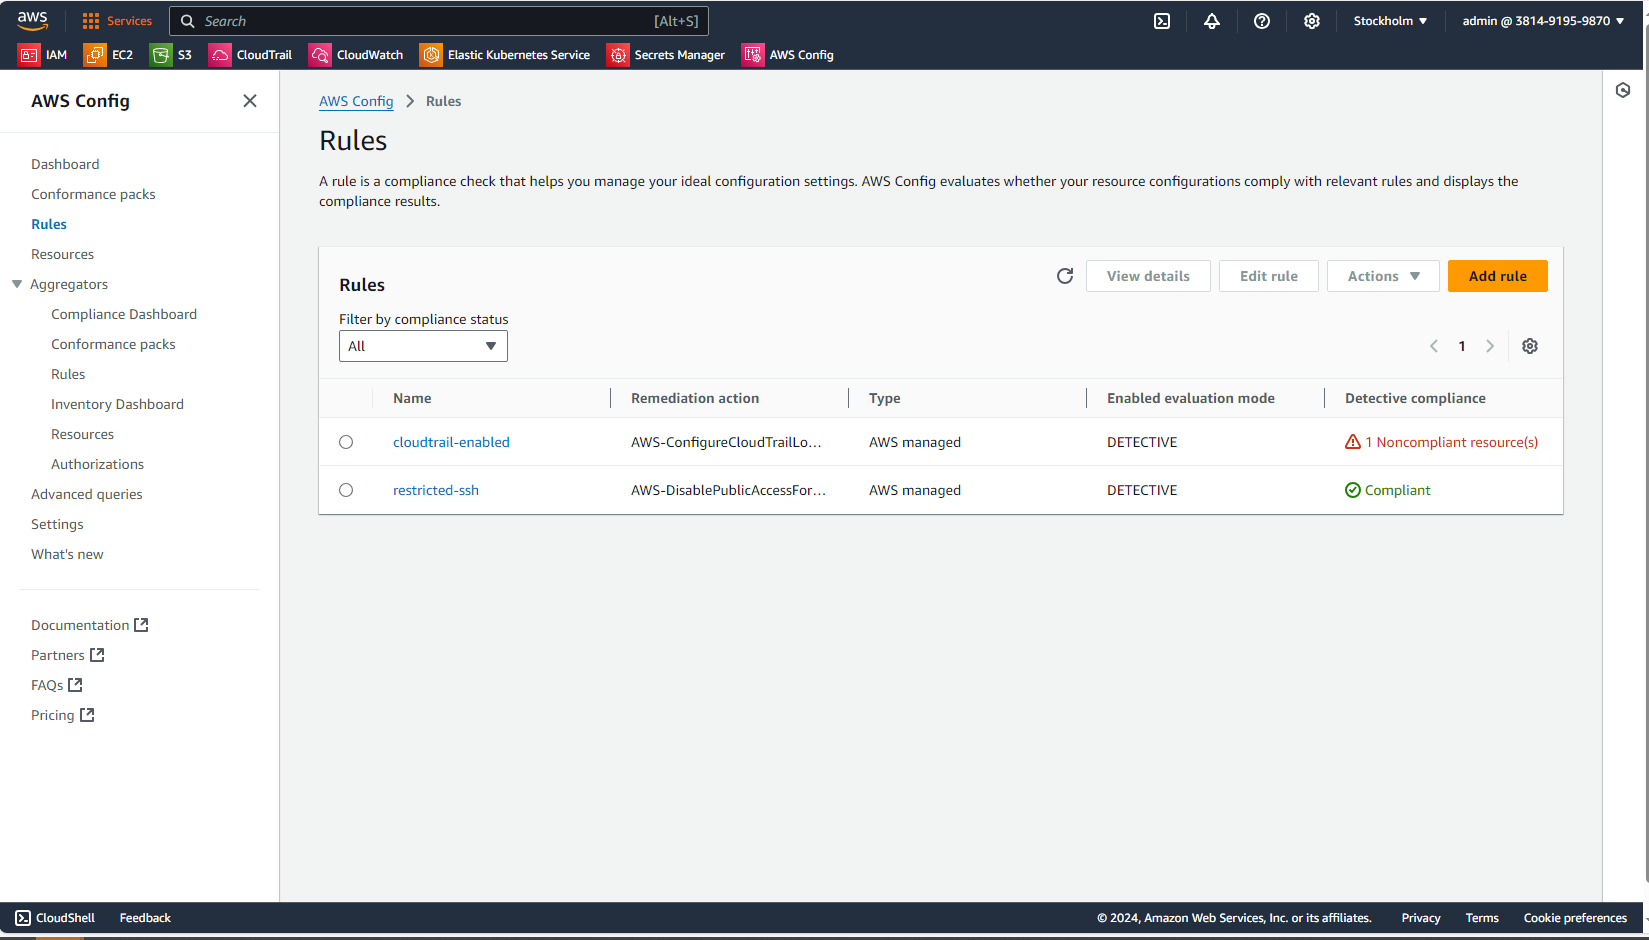 aws
Services
Search
[Alt+S]
Stockholm ▼
admin @ 3814-9195-9870 ▼
IAM
EC2
S3
CloudTrail
CloudWatch
Elastic Kubernetes Service
Secrets Manager
AWS Config
AWS Config
Dashboard
Conformance packs
Rules
Resources
Aggregators
Compliance Dashboard
Conformance packs
Rules
Inventory Dashboard
Resources
Authorizations
Advanced queries
Settings
What's new
Documentation
Partners
FAQs
Pricing
AWS Config > Rules
Rules
A rule is a compliance check that helps you manage your ideal configuration settings. AWS Config evaluates whether your resource configurations comply with relevant rules and displays the
compliance results.
Rules
View details
Edit rule
Actions ▼
Add rule
Filter by compliance status
All
1
Name
Remediation action
Type
Enabled evaluation mode
Detective compliance
cloudtrail-enabled
AWS-ConfigureCloudTrailLo...
AWS managed
DETECTIVE
1 Noncompliant resource(s)
restricted-ssh
AWS-DisablePublicAccessFor...
AWS managed
DETECTIVE
Compliant
CloudShell
Feedback
© 2024, Amazon Web Services, Inc. or its affiliates.
Privacy
Terms
Cookie preferences